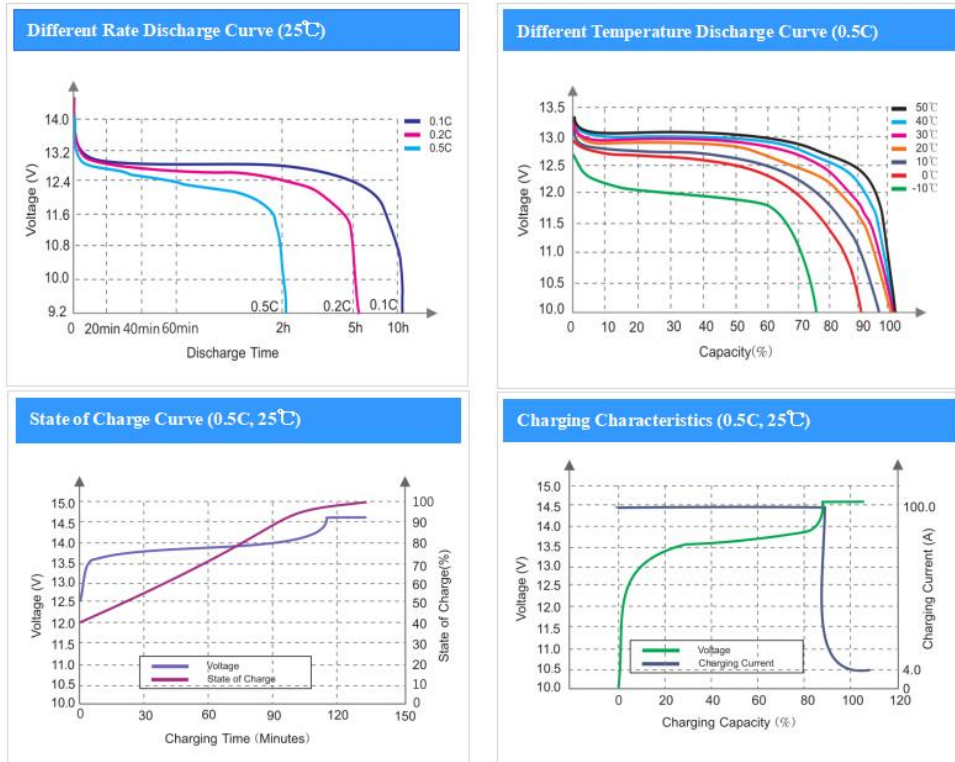 Different Rate Discharge Curve (25℃)
Voltage (V)
14.0
13.2
12.4
11.6
10.8
10.0
9.2
0.1C
0.2C
0.5C
0.5C 0.2C 0.1C
0 20min 40min 60min 2h 5h 10h
Discharge Time
Different Temperature Discharge Curve (0.5C)
Voltage (V)
13.5
13.0
12.0
11.5
11.0
10.5
10.0
50℃
40℃
30℃
20℃
10℃
0℃
-10℃
0 10 20 30 40 50 60 70 80 90 100
Capacity(%)
State of Charge Curve (0.5C, 25℃)
Voltage (V)
15.0
14.5
14.0
13.5
13.0
12.5
12.0
11.5
11.0
10.5
10.0
100
90
80
70
60
50
40
30
20
10
0
State of Charge(%)
Voltage
State of Charge
0 30 60 90 120 150
Charging Time (Minutes)
Charging Characteristics (0.5C, 25℃)
Voltage (V)
15.0
14.5
14.0
13.5
13.0
12.0
11.5
11.0
10.5
10.0
100.0
4.0
0
Charging Current (A)
Voltage
Charging Current
0 20 40 60 80 100
Charging Capacity (%)